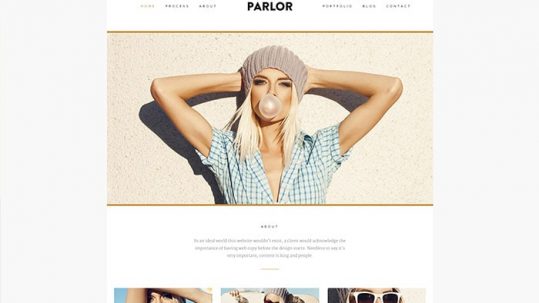 HOME PROCESS ABOUT PARLOR PORTFOLIO BLOG CONTACT
ABOUT
In an ideal world this website wouldn't exist, a client would acknowledge the
importance of having web copy before the design starts. Needless to say it's
very important, content is king and people.